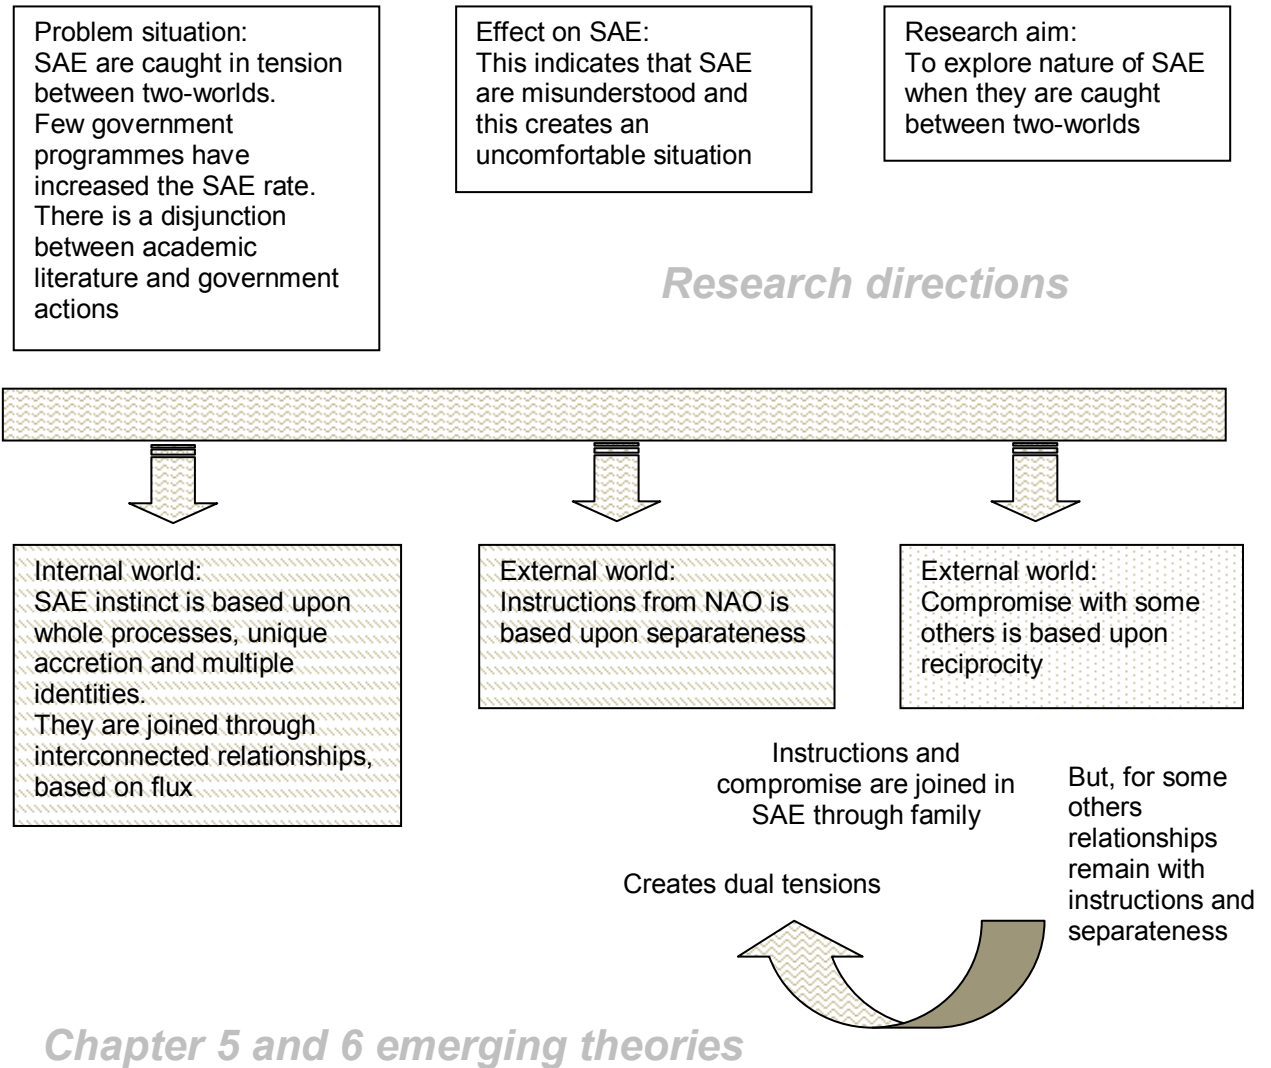 Problem situation:
SAE are caught in tension
between two-worlds.
Few government
programmes have
increased the SAE rate.
There is a disjunction
between academic
literature and government
actions
Effect on SAE:
This indicates that SAE
are misunderstood and
this creates an
uncomfortable situation
Research aim:
To explore nature of SAE
when they are caught
between two-worlds
Research directions
Internal world:
SAE instinct is based upon
whole processes, unique
accretion and multiple
identities.
They are joined through
interconnected relationships,
based on flux
External world:
Instructions from NAO is
based upon separateness
External world:
Compromise with some
others is based upon
reciprocity
Instructions and
compromise are joined in
SAE through family
But, for some
others
relationships
remain with
instructions and
separateness
Creates dual tensions
Chapter 5 and 6 emerging theories